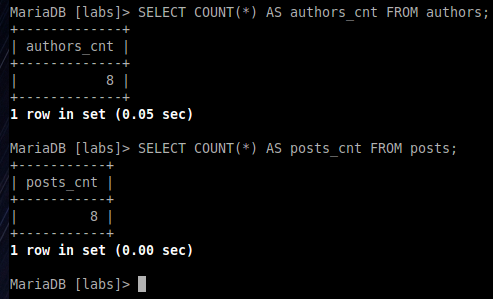 MariaDB [labs]> SELECT COUNT(*) AS authors_cnt FROM authors;
+-------------+
| authors_cnt |
+-------------+
|           8 |
+-------------+
1 row in set (0.05 sec)

MariaDB [labs]> SELECT COUNT(*) AS posts_cnt FROM posts;
+-----------+
| posts_cnt |
+-----------+
|         8 |
+-----------+
1 row in set (0.00 sec)

MariaDB [labs]>